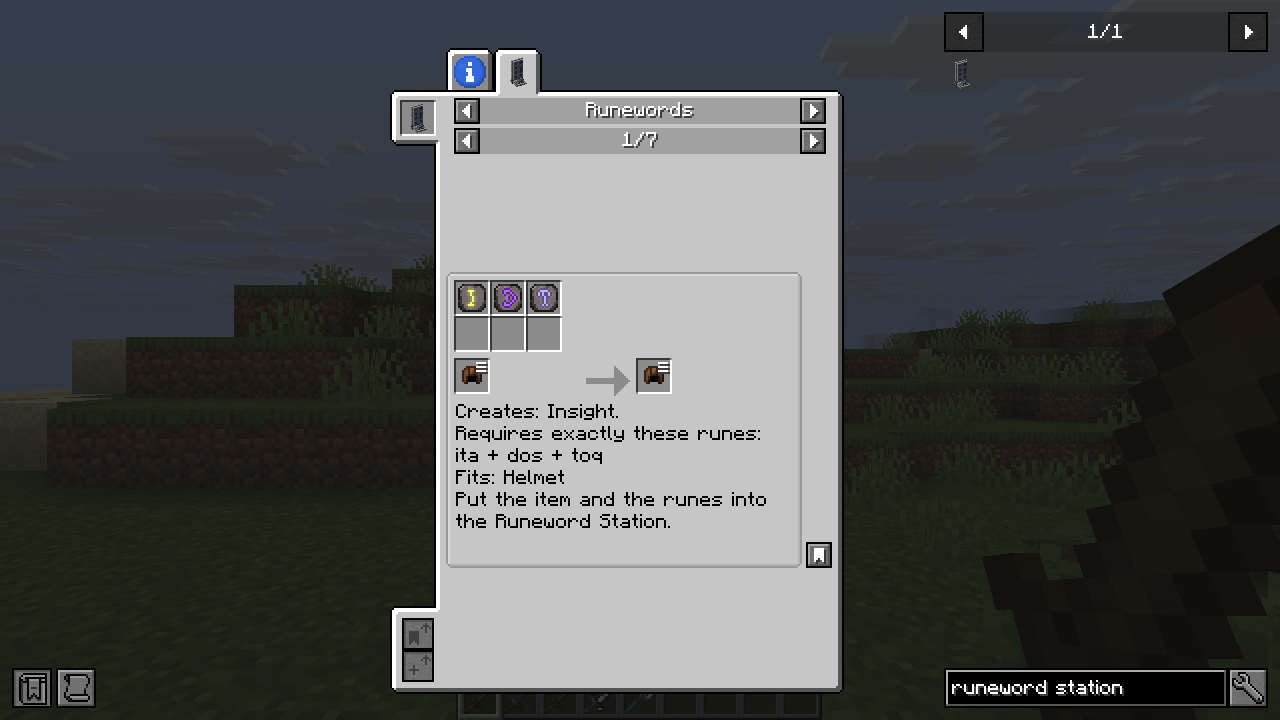 1/1
Runewords
1/7
Creates: Insight.
Requires exactly these runes:
ita + dos + toq
Fits: Helmet
Put the item and the runes into
the Runeword Station.
runeword station